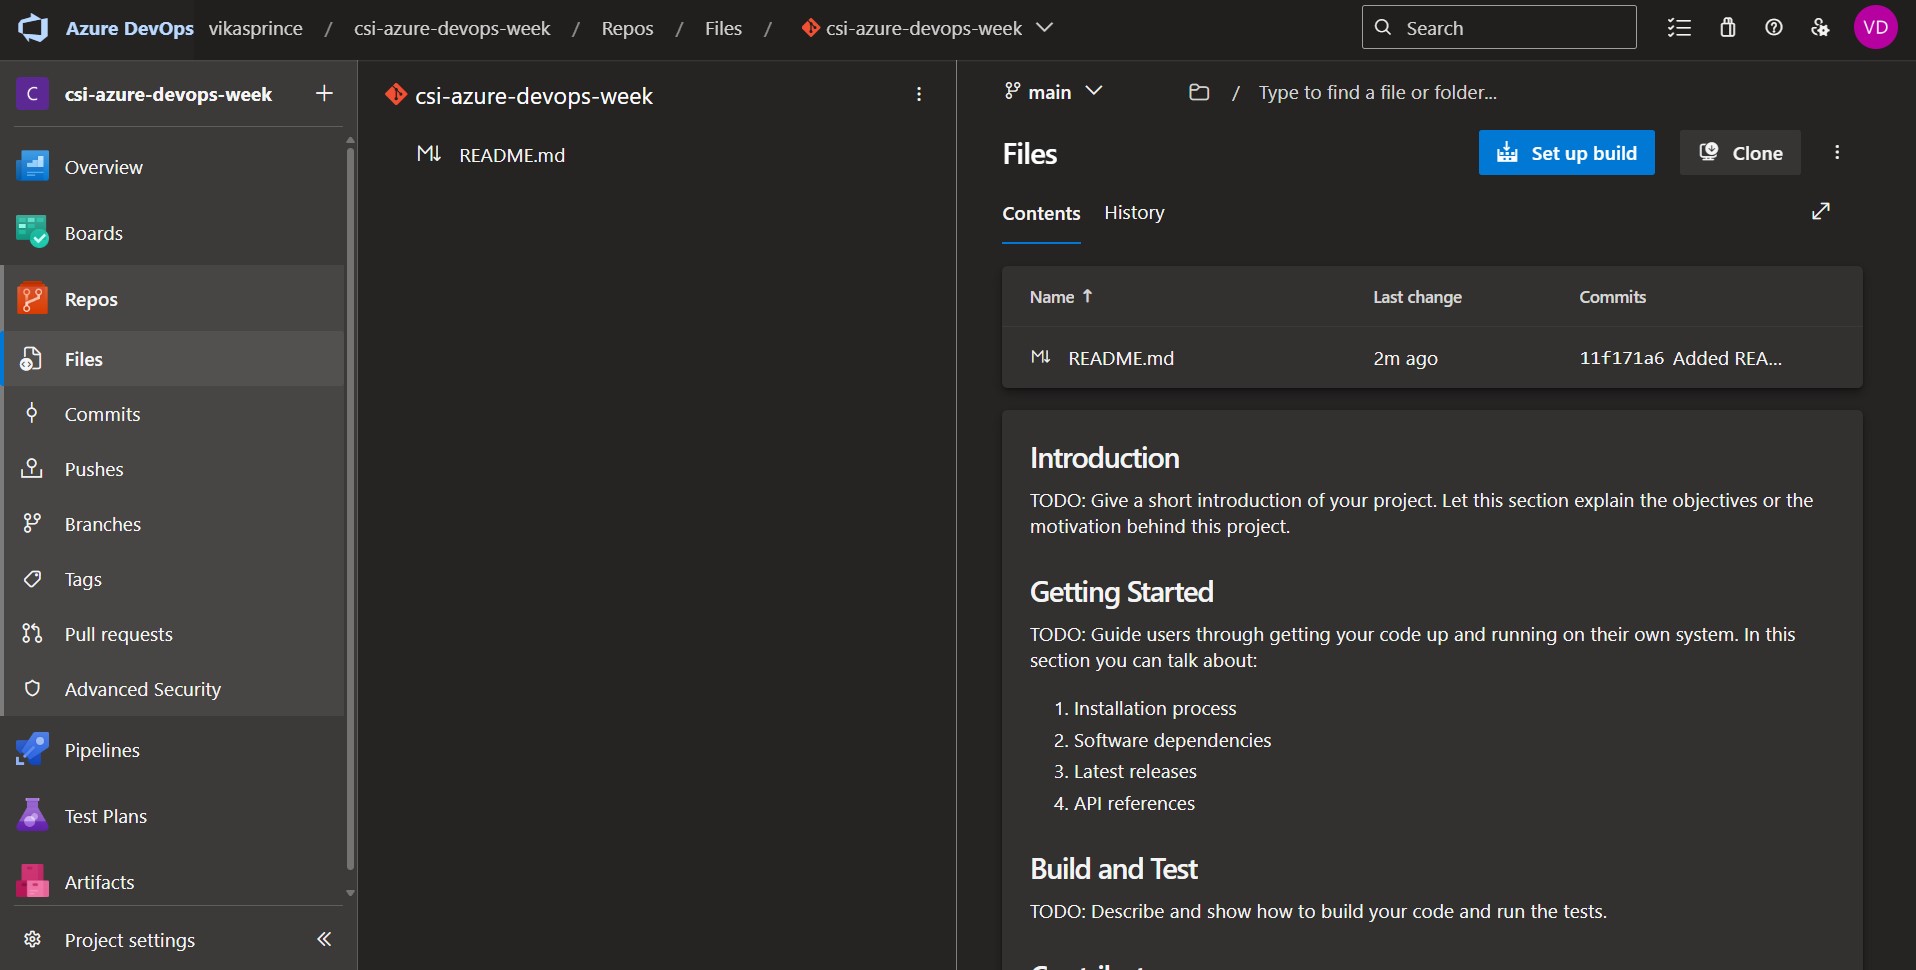 Azure DevOps vikasprince / csi-azure-devops-week / Repos / Files / csi-azure-devops-week
Search
VD
C csi-azure-devops-week +
Overview
Boards
Repos
Files
Commits
Pushes
Branches
Tags
Pull requests
Advanced Security
Pipelines
Test Plans
Artifacts
Project settings
csi-azure-devops-week
M↓ README.md
main
/ Type to find a file or folder...
Files
Set up build
Clone
Contents History
Name ↑ Last change Commits
M↓ README.md 2m ago 11f171a6 Added REA...
Introduction
TODO: Give a short introduction of your project. Let this section explain the objectives or the
motivation behind this project.
Getting Started
TODO: Guide users through getting your code up and running on their own system. In this
section you can talk about:
1. Installation process
2. Software dependencies
3. Latest releases
4. API references
Build and Test
TODO: Describe and show how to build your code and run the tests.